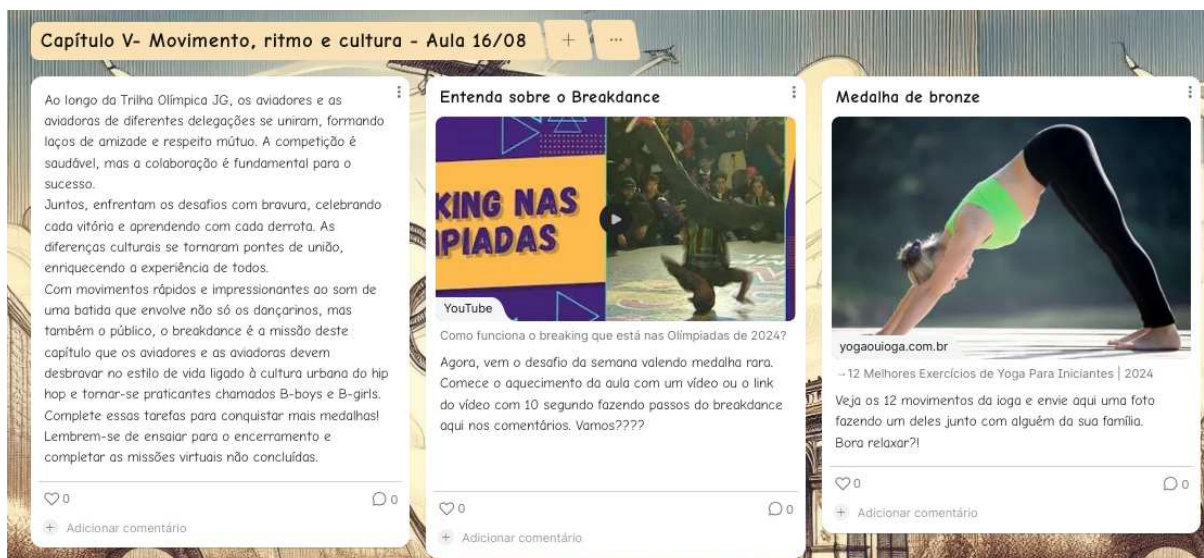 Capítulo V- Movimento, ritmo e cultura - Aula 16/08
Ao longo da Trilha Olímpica JG, os aviadores e as
aviadoras de diferentes delegações se uniram, formando
laços de amizade e respeito mútuo. A competição é
saudável, mas a colaboração é fundamental para o
sucesso.
Juntos, enfrentam os desafios com bravura, celebrando
cada vitória e aprendendo com cada derrota. As
diferenças culturais se tornaram pontes de união,
enriquecendo a experiência de todos.
Com movimentos rápidos e impressionantes ao som de
uma batida que envolve não só os dançarinos, mas
também o público, o breakdance é a missão deste
capítulo que os aviadores e as aviadoras devem
desbravar no estilo de vida ligado à cultura urbana do hip
hop e tornar-se praticantes chamados B-boys e B-girls.
Complete essas tarefas para conquistar mais medalhas!
Lembrem-se de ensaiar para o encerramento e
completar as missões virtuais não concluídas.
0
0
Adicionar comentário
Entenda sobre o Breakdance
KING NAS
IPIADAS
YouTube
Como funciona o breaking que está nas Olímpiadas de 2024?
Agora, vem o desafio da semana valendo medalha rara.
Comece o aquecimento da aula com um vídeo ou o link
do vídeo com 10 segundo fazendo passos do breakdance
aqui nos comentários. Vamos????
0
0
Adicionar comentário
Medalha de bronze
yogaouioga.com.br
→12 Melhores Exercícios de Yoga Para Iniciantes | 2024
Veja os 12 movimentos da ioga e envie aqui uma foto
fazendo um deles junto com alguém da sua família.
Bora relaxar?!
0
0
Adicionar comentário